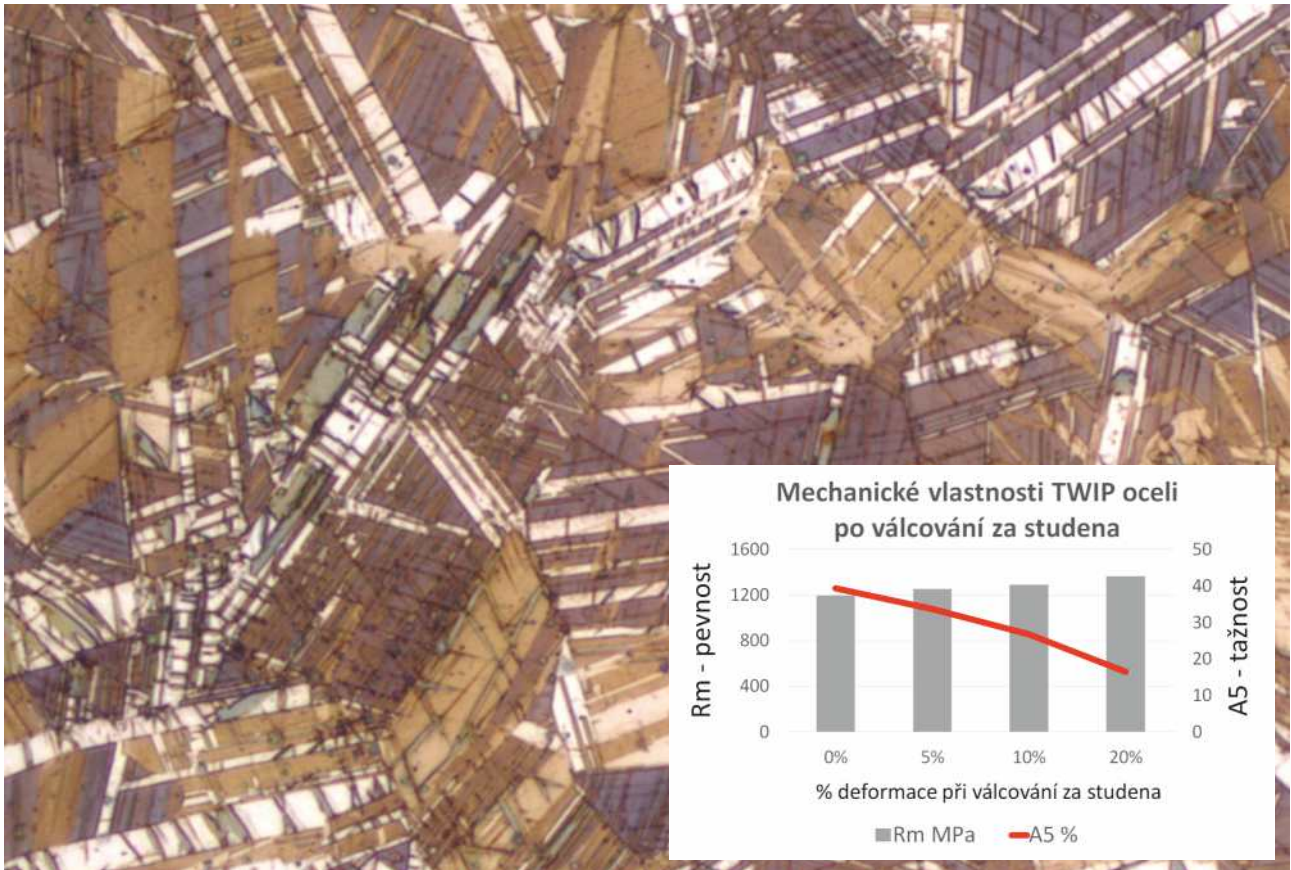 Mechanické vlastnosti TWIP oceli
po válcování za studena
Rm - pevnost
1600
1200
800
400
0
50
40
30
20
10
0
A5 - tažnost
0%
5%
10%
20%
% deformace při válcování za studena
Rm MPa
A5 %